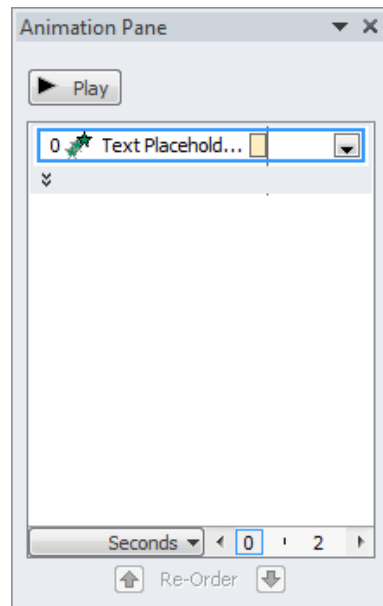 Animation Pane
Play
0 Text Placehold...
Seconds 0 2
Re-Order